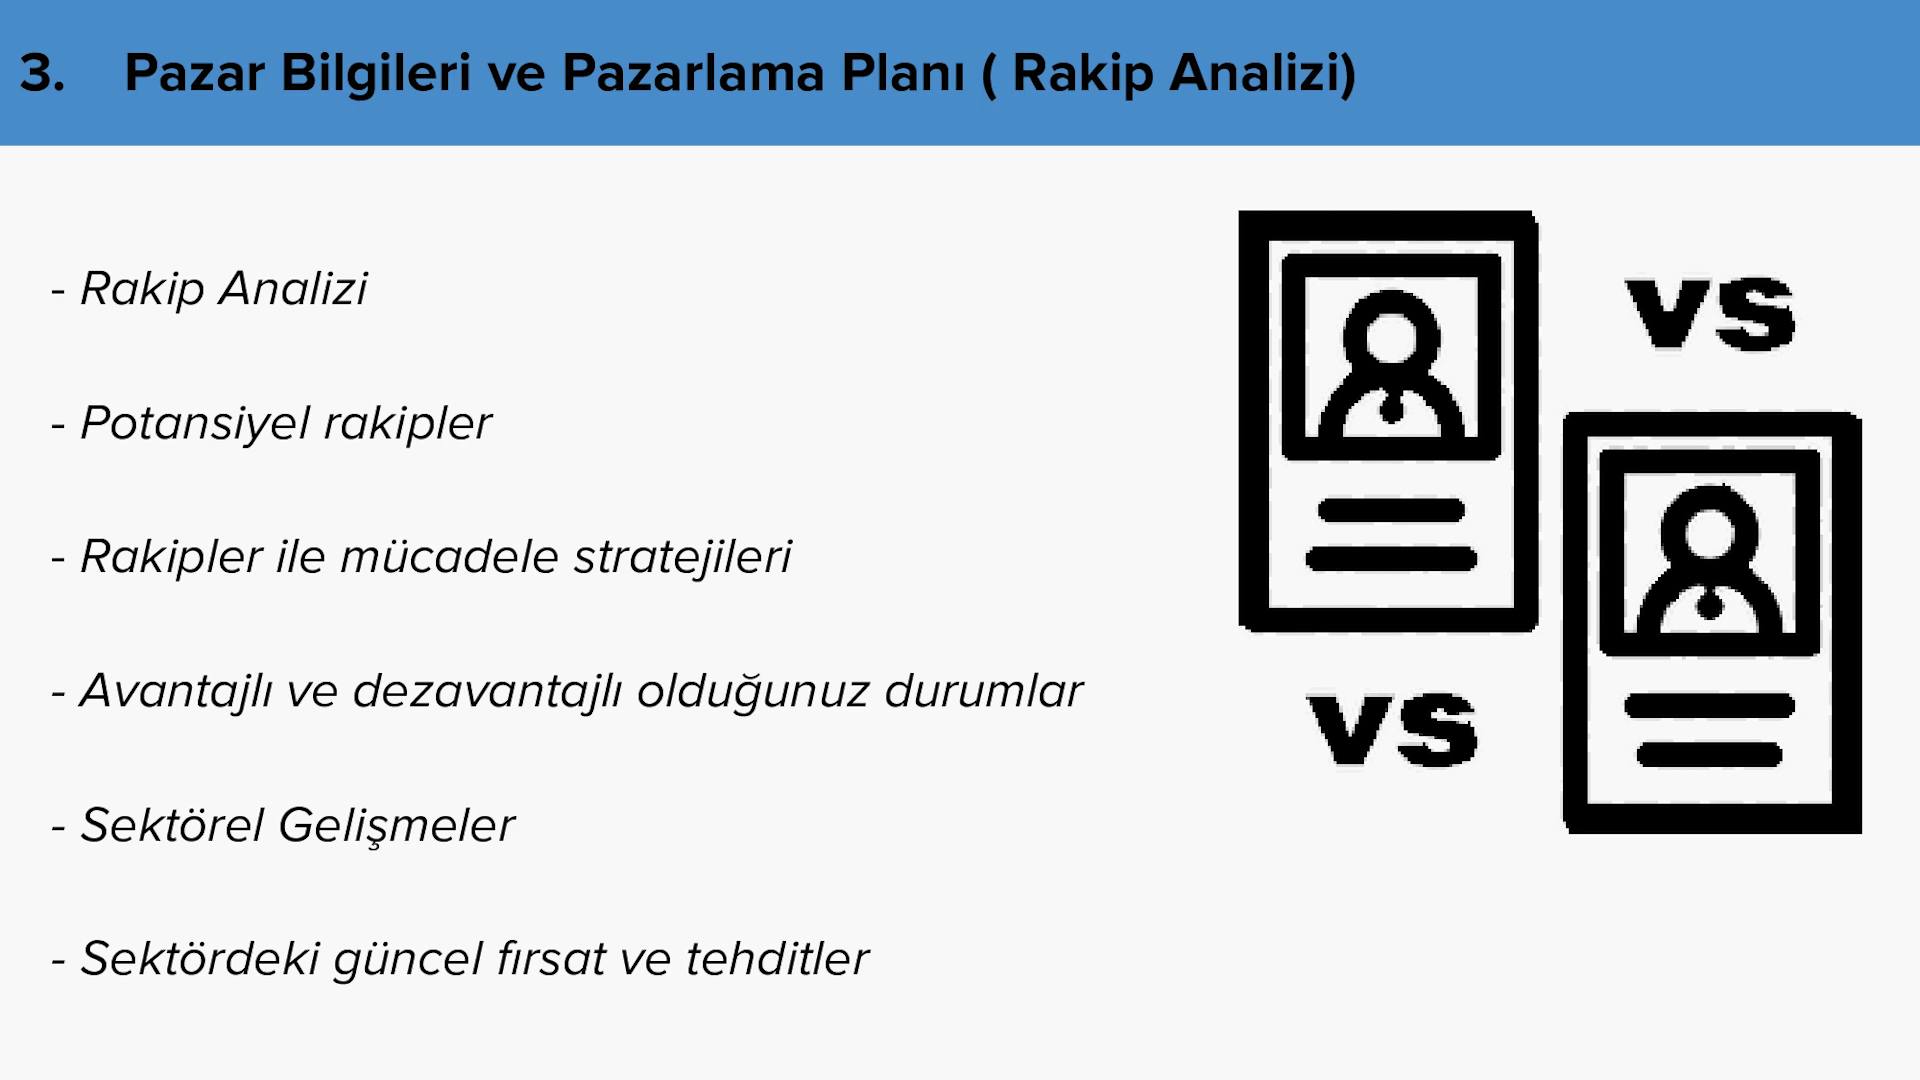 3. Pazar Bilgileri ve Pazarlama Planı ( Rakip Analizi)
- Rakip Analizi
- Potansiyel rakipler
- Rakipler ile mücadele stratejileri
- Avantajlı ve dezavantajlı olduğunuz durumlar
- Sektörel Gelişmeler
- Sektördeki güncel fırsat ve tehditler
vs
vs